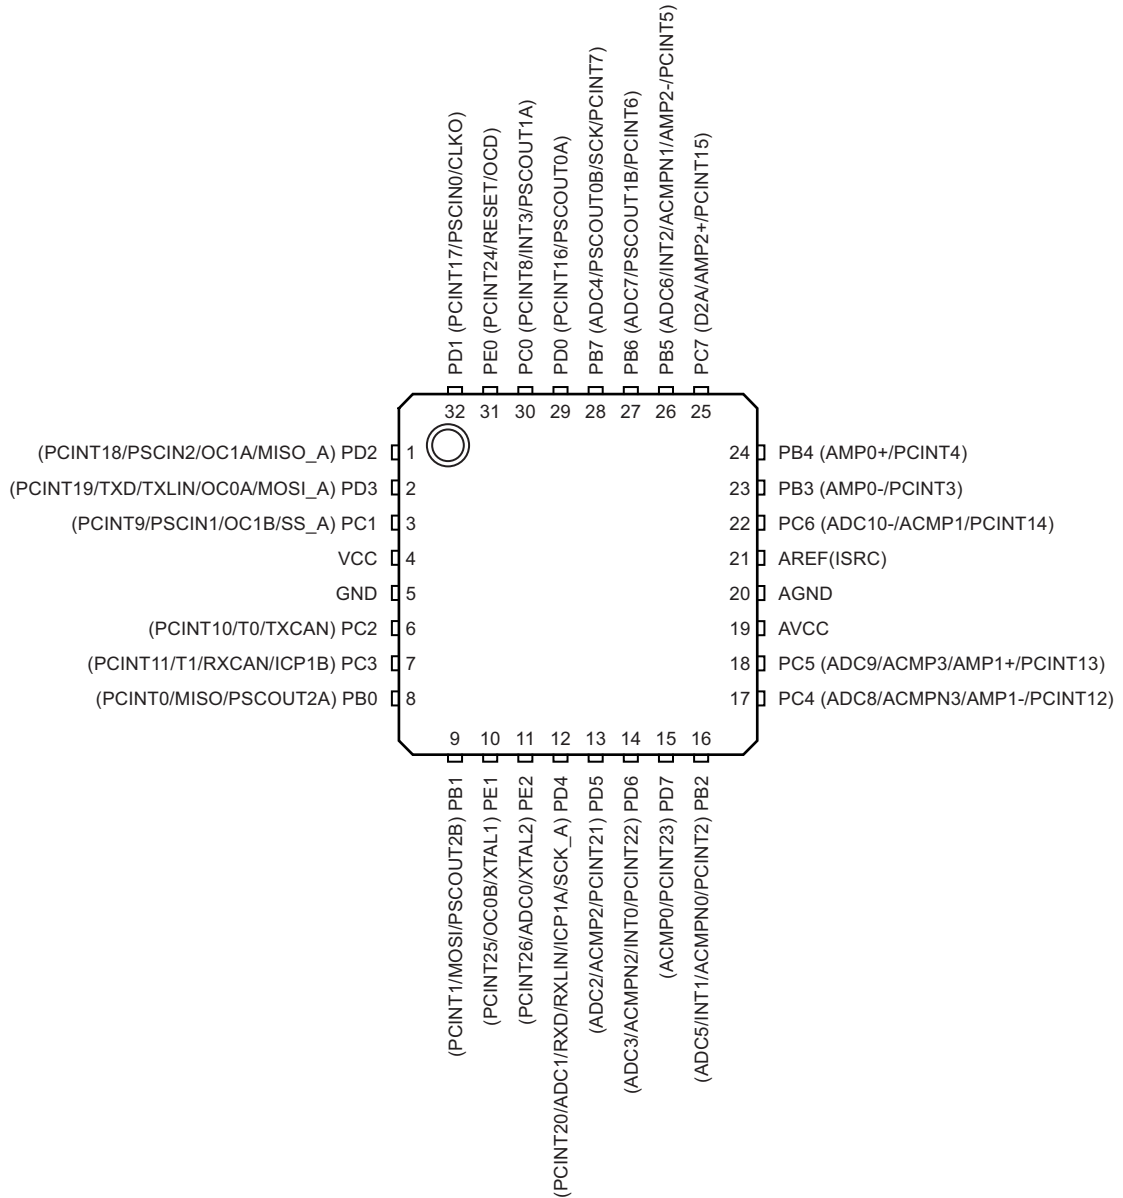 PD1 (PCINT17/PSCIN0/CLKO)
PE0 (PCINT24/RESET/OCD)
PC0 (PCINT8/INT3/PSCOUT1A)
PD0 (PCINT16/PSCOUT0A)
PB7 (ADC4/PSCOUT0B/SCK/PCINT7)
PB6 (ADC7/PSCOUT1B/PCINT6)
PB5 (ADC6/INT2/ACMPN1/AMP2-/PCINT5)
PC7 (D2A/AMP2+/PCINT15)
32 31 30 29 28 27 26 25
(PCINT18/PSCIN2/OC1A/MISO_A) PD2 1
(PCINT19/TXD/TXLIN/OC0A/MOSI_A) PD3 2
(PCINT9/PSCIN1/OC1B/SS_A) PC1 3
VCC 4
GND 5
(PCINT10/T0/TXCAN) PC2 6
(PCINT11/T1/RXCAN/ICP1B) PC3 7
(PCINT0/MISO/PSCOUT2A) PB0 8
24 PB4 (AMP0+/PCINT4)
23 PB3 (AMP0-/PCINT3)
22 PC6 (ADC10-/ACMP1/PCINT14)
21 AREF(ISRC)
20 AGND
19 AVCC
18 PC5 (ADC9/ACMP3/AMP1+/PCINT13)
17 PC4 (ADC8/ACMPN3/AMP1-/PCINT12)
9 10 11 12 13 14 15 16
(PCINT1/MOSI/PSCOUT2B) PB1
(PCINT25/OC0B/XTAL1) PE1
(PCINT26/ADC0/XTAL2) PE2
(PCINT20/ADC1/RXD/RXLIN/ICP1A/SCK_A) PD4
(ADC2/ACMP2/PCINT21) PD5
(ADC3/ACMPN2/INT0/PCINT22) PD6
(ACMP0/PCINT23) PD7
(ADC5/INT1/ACMPN0/PCINT2) PB2